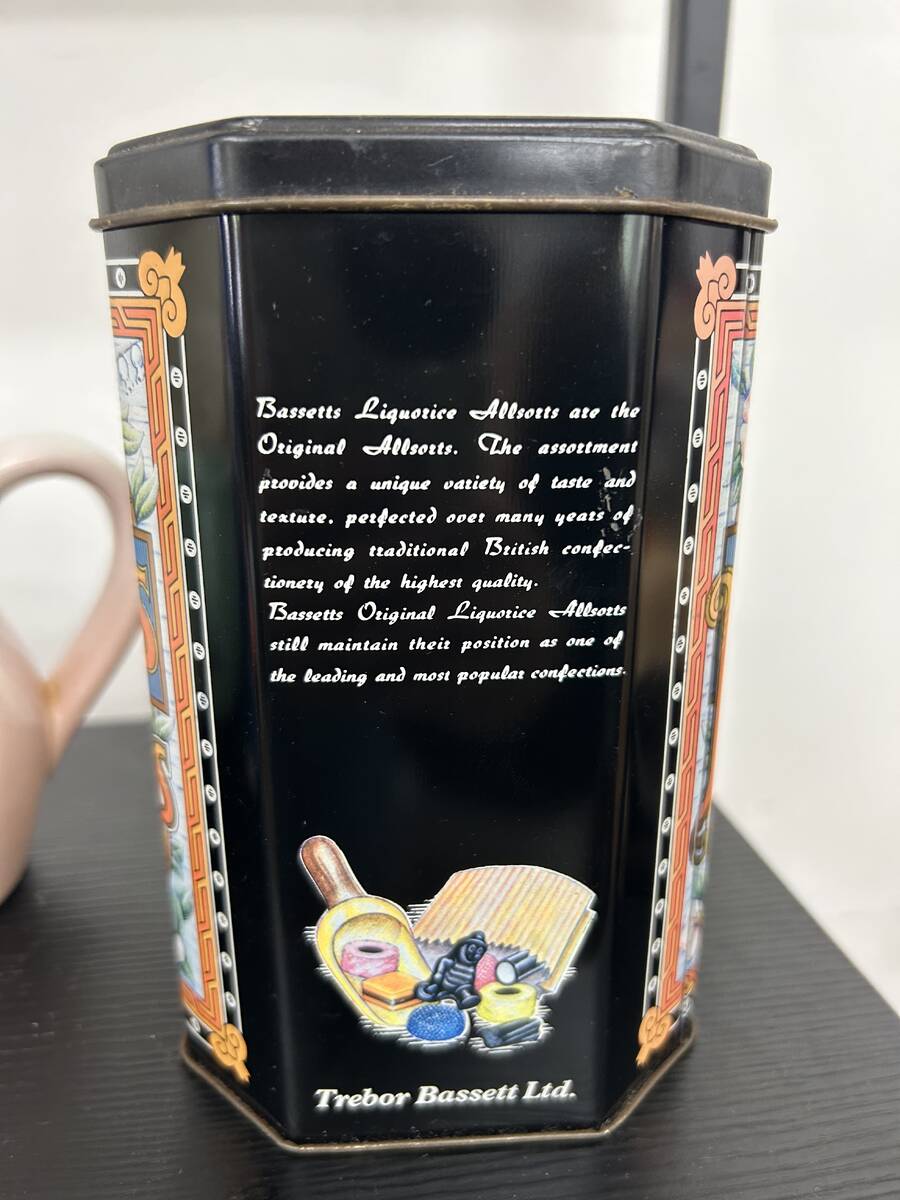 Bassetts Liquorice Allsorts are the
Original Allsorts. The assortment
provides a unique variety of taste and
texture, perfected over many years of
producing traditional British confec-
tionery of the highest quality.
Bassetts Original Liquorice Allsorts
still maintain their position as one of
the leading and most popular confections.
Trebor Bassett Ltd.